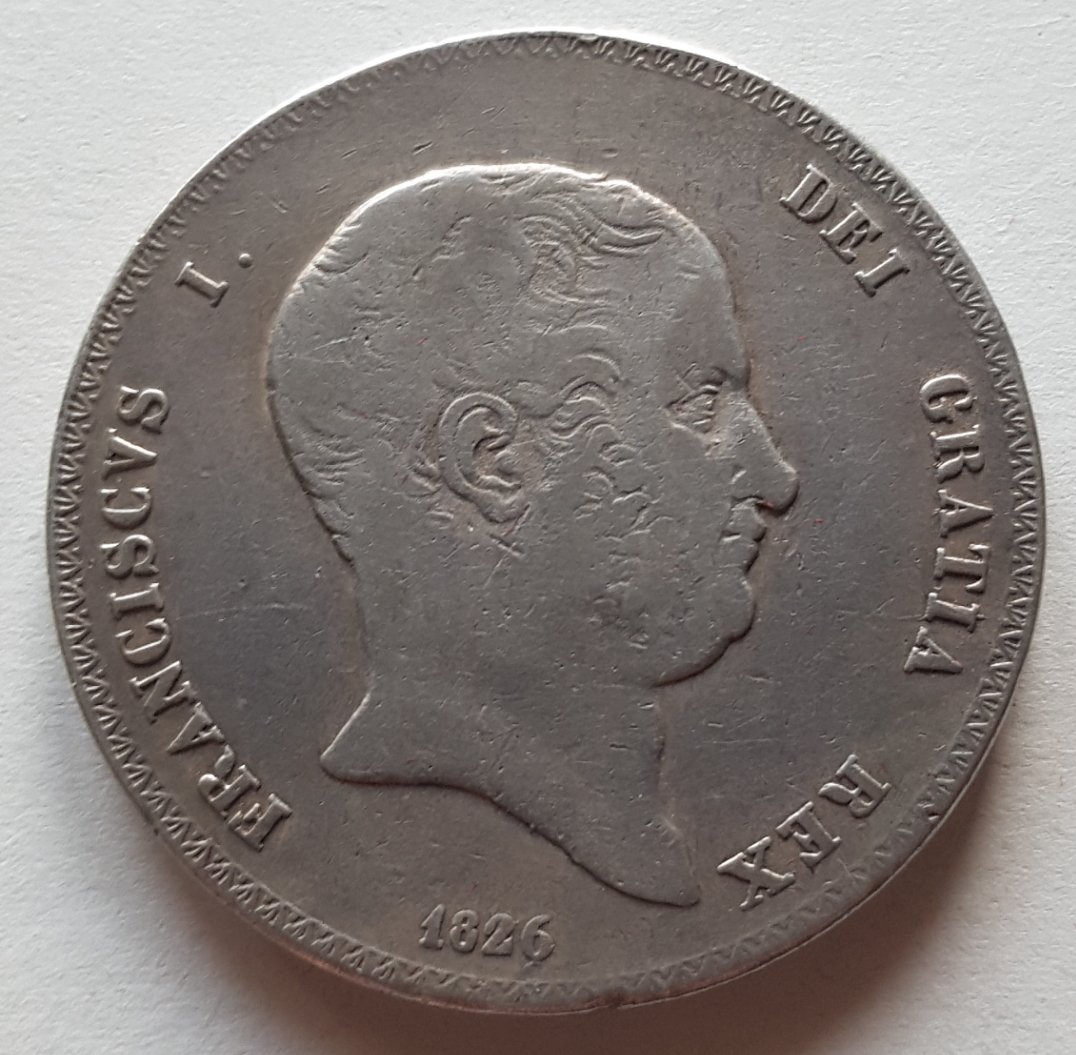 FRANCISCVS I. DEI GRATIA REX
1826